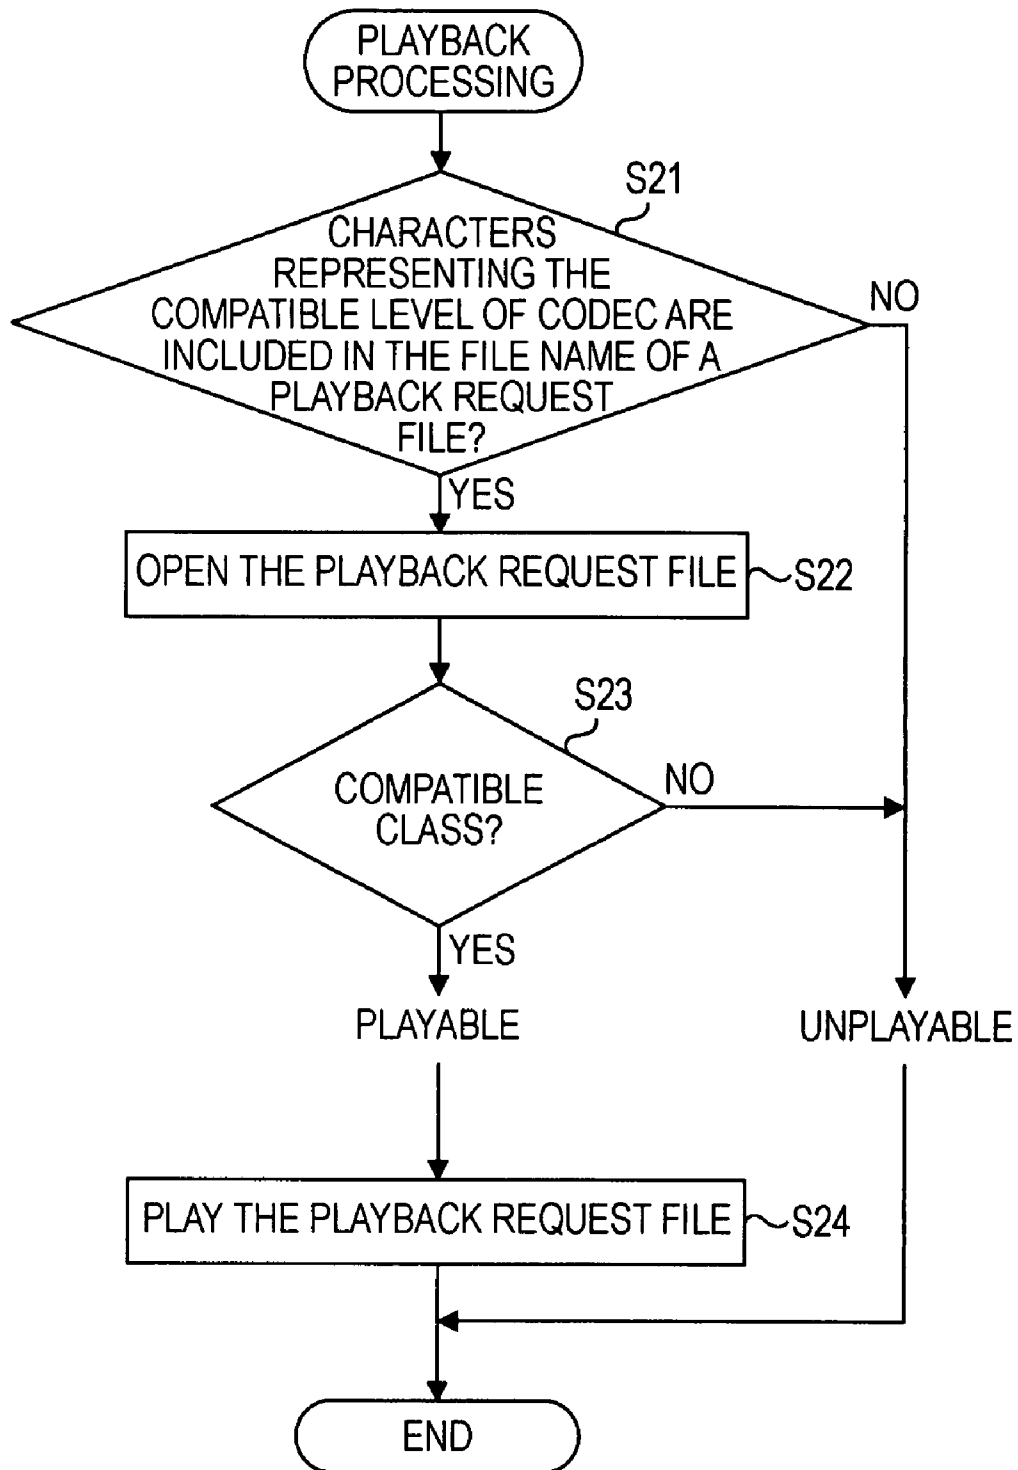 PLAYBACK
PROCESSING
S21
CHARACTERS
REPRESENTING THE
COMPATIBLE LEVEL OF CODEC ARE
INCLUDED IN THE FILE NAME OF A
PLAYBACK REQUEST
FILE?
NO
YES
OPEN THE PLAYBACK REQUEST FILE
S22
S23
COMPATIBLE
CLASS?
NO
YES
PLAYABLE
UNPLAYABLE
PLAY THE PLAYBACK REQUEST FILE
S24
END